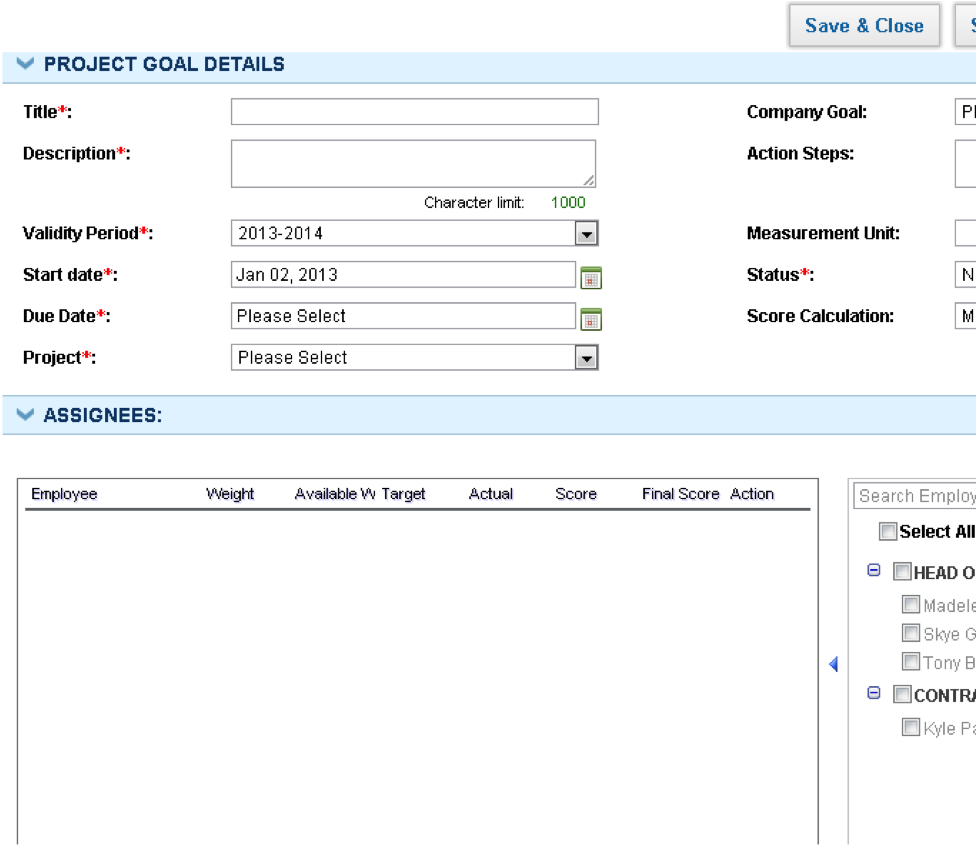 Save & Close
PROJECT GOAL DETAILS
Title*:
Company Goal:
Description*:
Action Steps:
Character limit: 1000
Validity Period*: 2013-2014
Measurement Unit:
Start date*: Jan 02, 2013
Status*:
Due Date*: Please Select
Score Calculation:
Project*: Please Select
ASSIGNEES:
Employee Weight Available W Target Actual Score Final Score Action
Search Employ
Select All
HEAD O
Madele
Skye G
Tony B
CONTRA
Kyle Pa